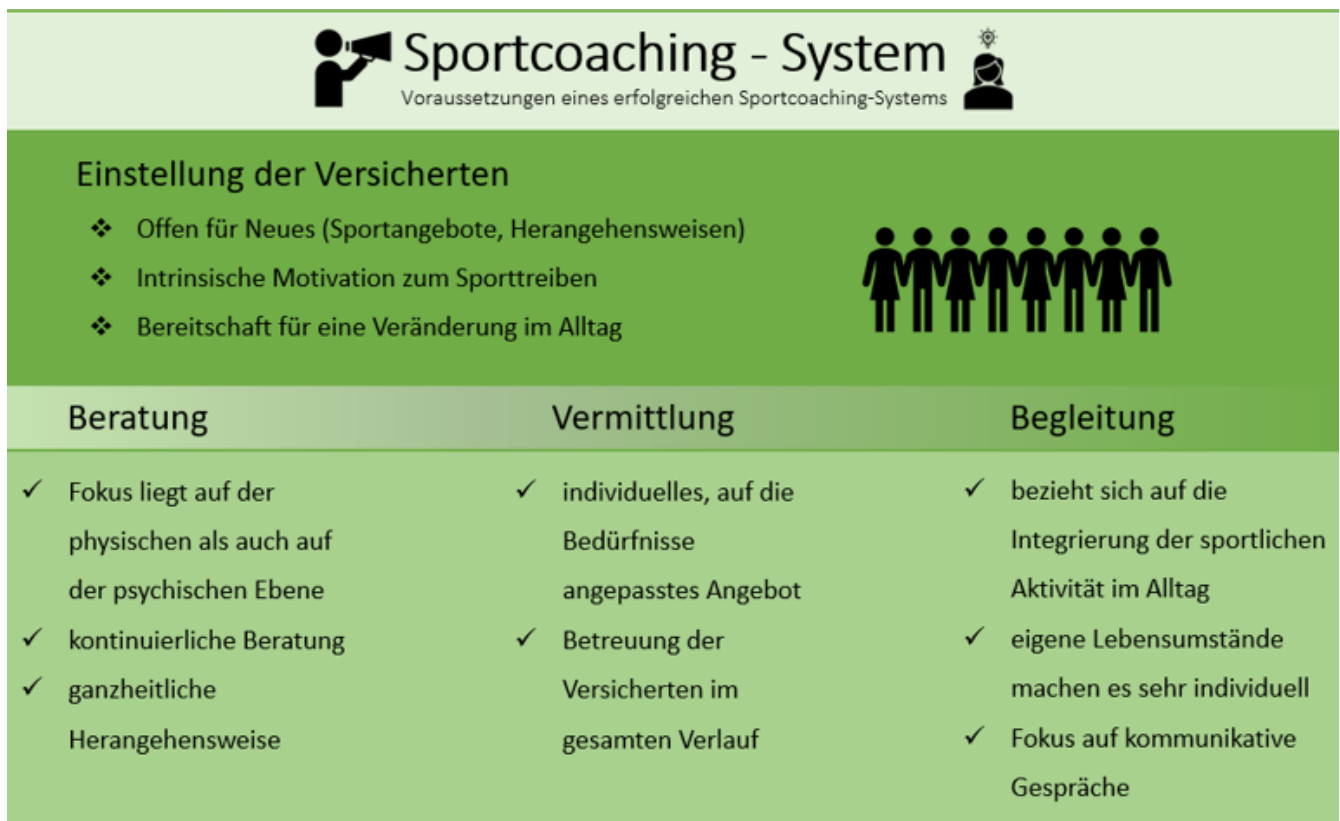 Sportcoaching - System
Voraussetzungen eines erfolgreichen Sportcoaching-Systems
Einstellung der Versicherten
❖ Offen für Neues (Sportangebote, Herangehensweisen)
❖ Intrinsische Motivation zum Sporttreiben
❖ Bereitschaft für eine Veränderung im Alltag
Beratung
✓ Fokus liegt auf der
physischen als auch auf
der psychischen Ebene
✓ kontinuierliche Beratung
✓ ganzheitliche
Herangehensweise
Vermittlung
✓ individuelles, auf die
Bedürfnisse
angepasstes Angebot
✓ Betreuung der
Versicherten im
gesamten Verlauf
Begleitung
✓ bezieht sich auf die
Integrierung der sportlichen
Aktivität im Alltag
✓ eigene Lebensumstände
machen es sehr individuell
✓ Fokus auf kommunikative
Gespräche